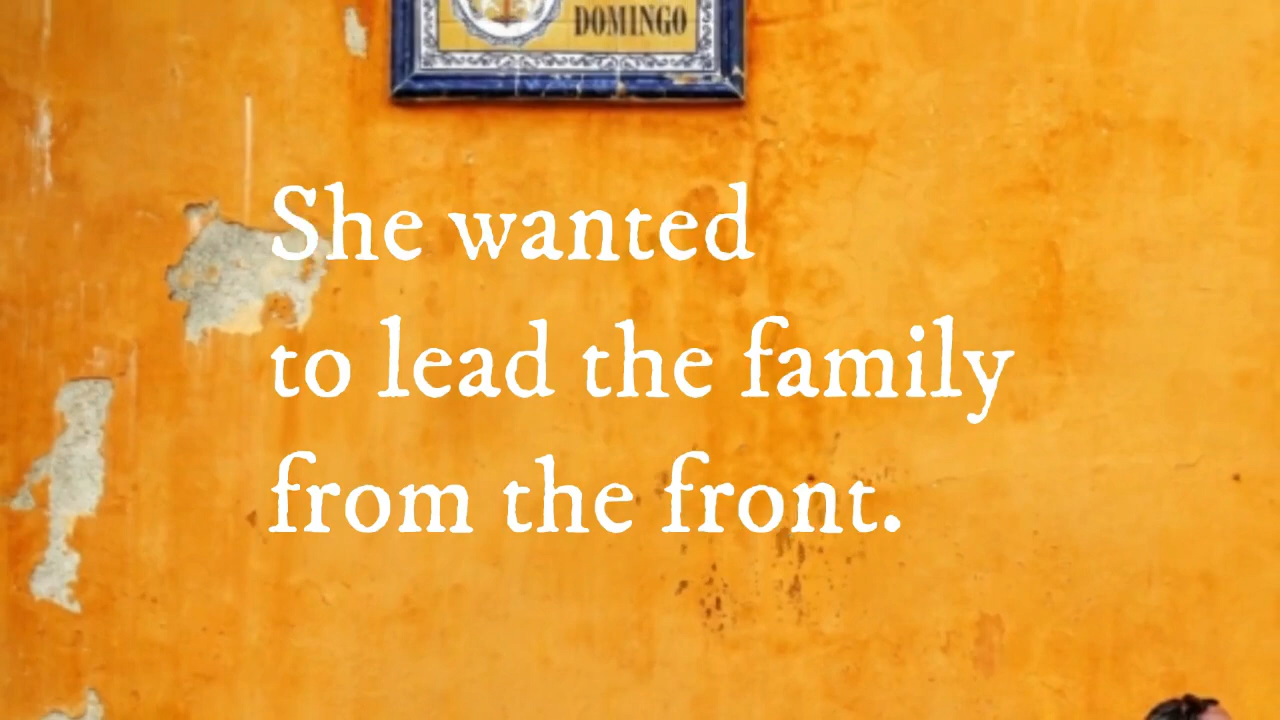 DOMINGO
She wanted
to lead the family
from the front.